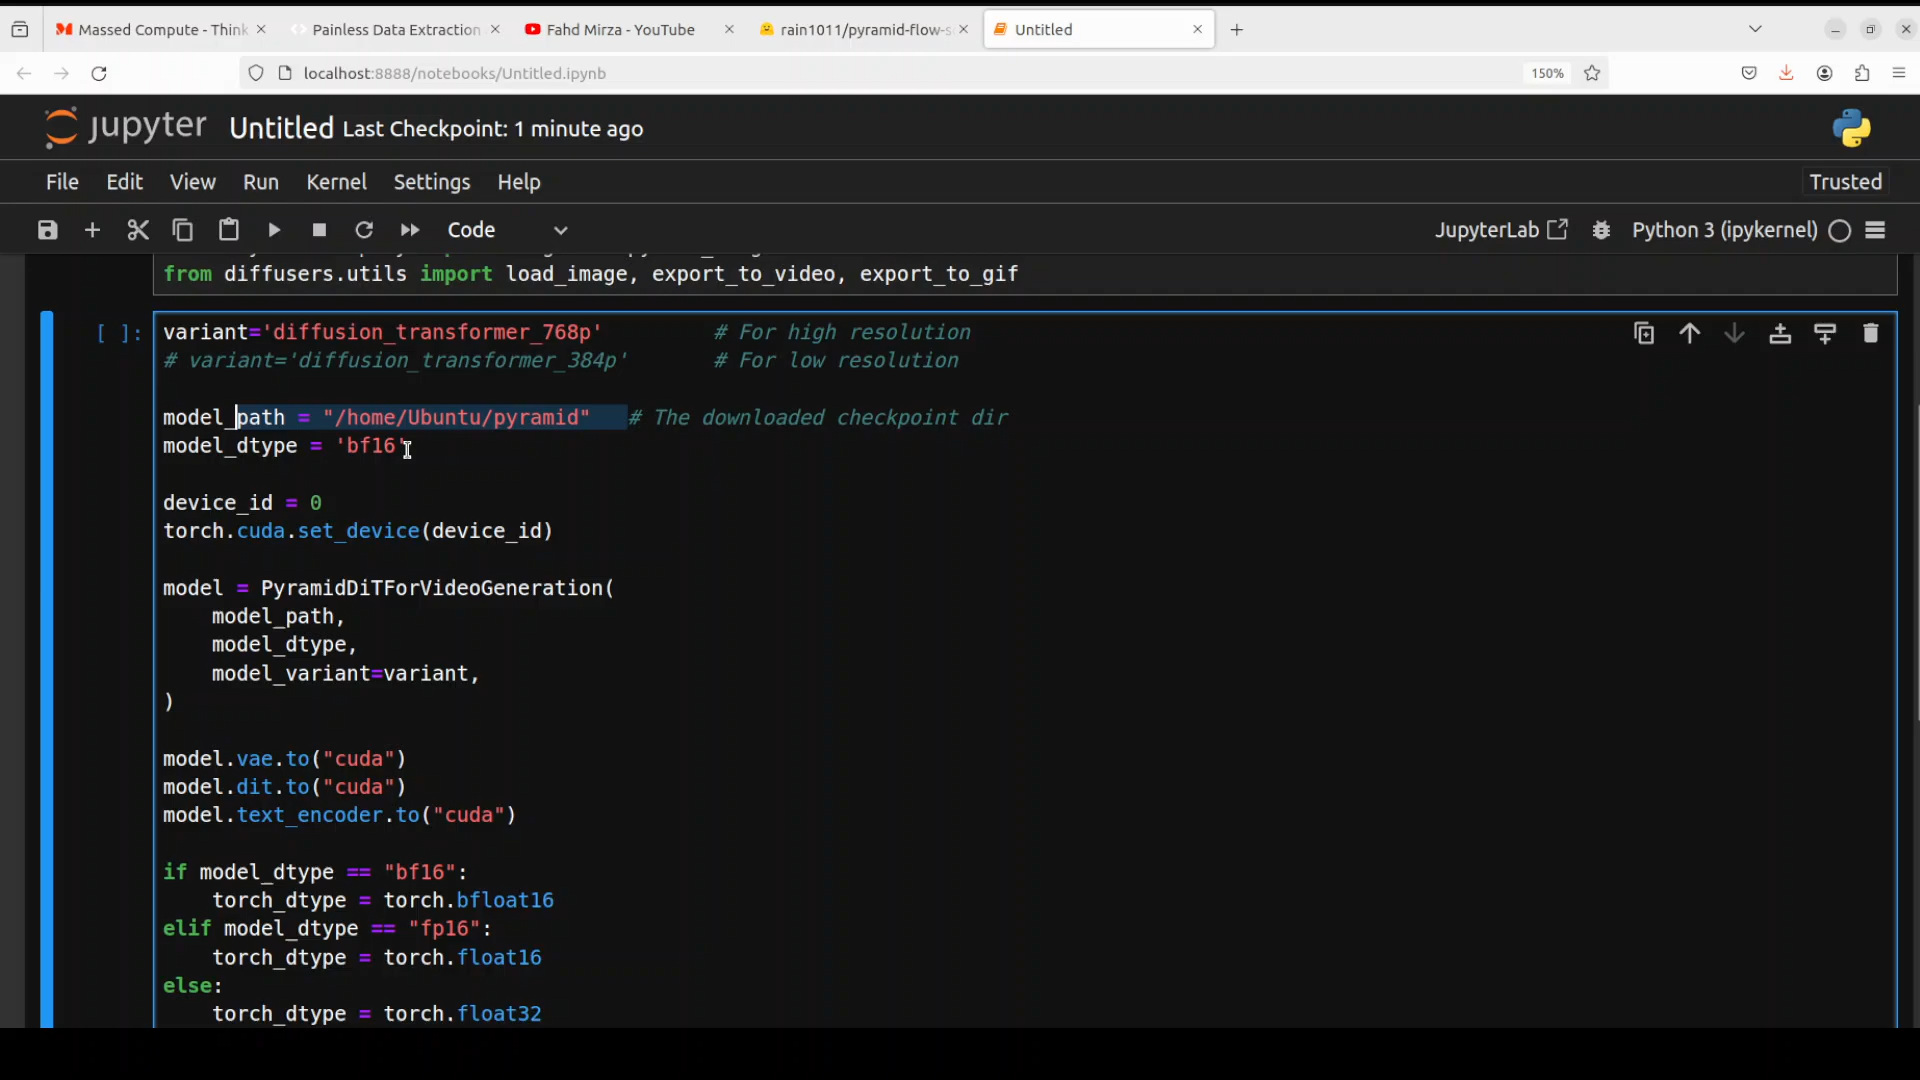 Massed Compute - Think
Painless Data Extraction
Fahd Mirza - YouTube
rain1011/pyramid-flow-s
Untitled
localhost:8888/notebooks/Untitled.ipynb
150%
jupyter
Untitled Last Checkpoint: 1 minute ago
File Edit View Run Kernel Settings Help
Trusted
Code
JupyterLab
Python 3 (ipykernel)
from diffusers.utils import load_image, export_to_video, export_to_gif
[ ]:
variant='diffusion_transformer_768p' # For high resolution
# variant='diffusion_transformer_384p' # For low resolution
model_path = "/home/Ubuntu/pyramid" # The downloaded checkpoint dir
model_dtype = 'bf16'
device_id = 0
torch.cuda.set_device(device_id)
model = PyramidDiTForVideoGeneration(
model_path,
model_dtype,
model_variant=variant,
)
model.vae.to("cuda")
model.dit.to("cuda")
model.text_encoder.to("cuda")
if model_dtype == "bf16":
torch_dtype = torch.bfloat16
elif model_dtype == "fp16":
torch_dtype = torch.float16
else:
torch_dtype = torch.float32